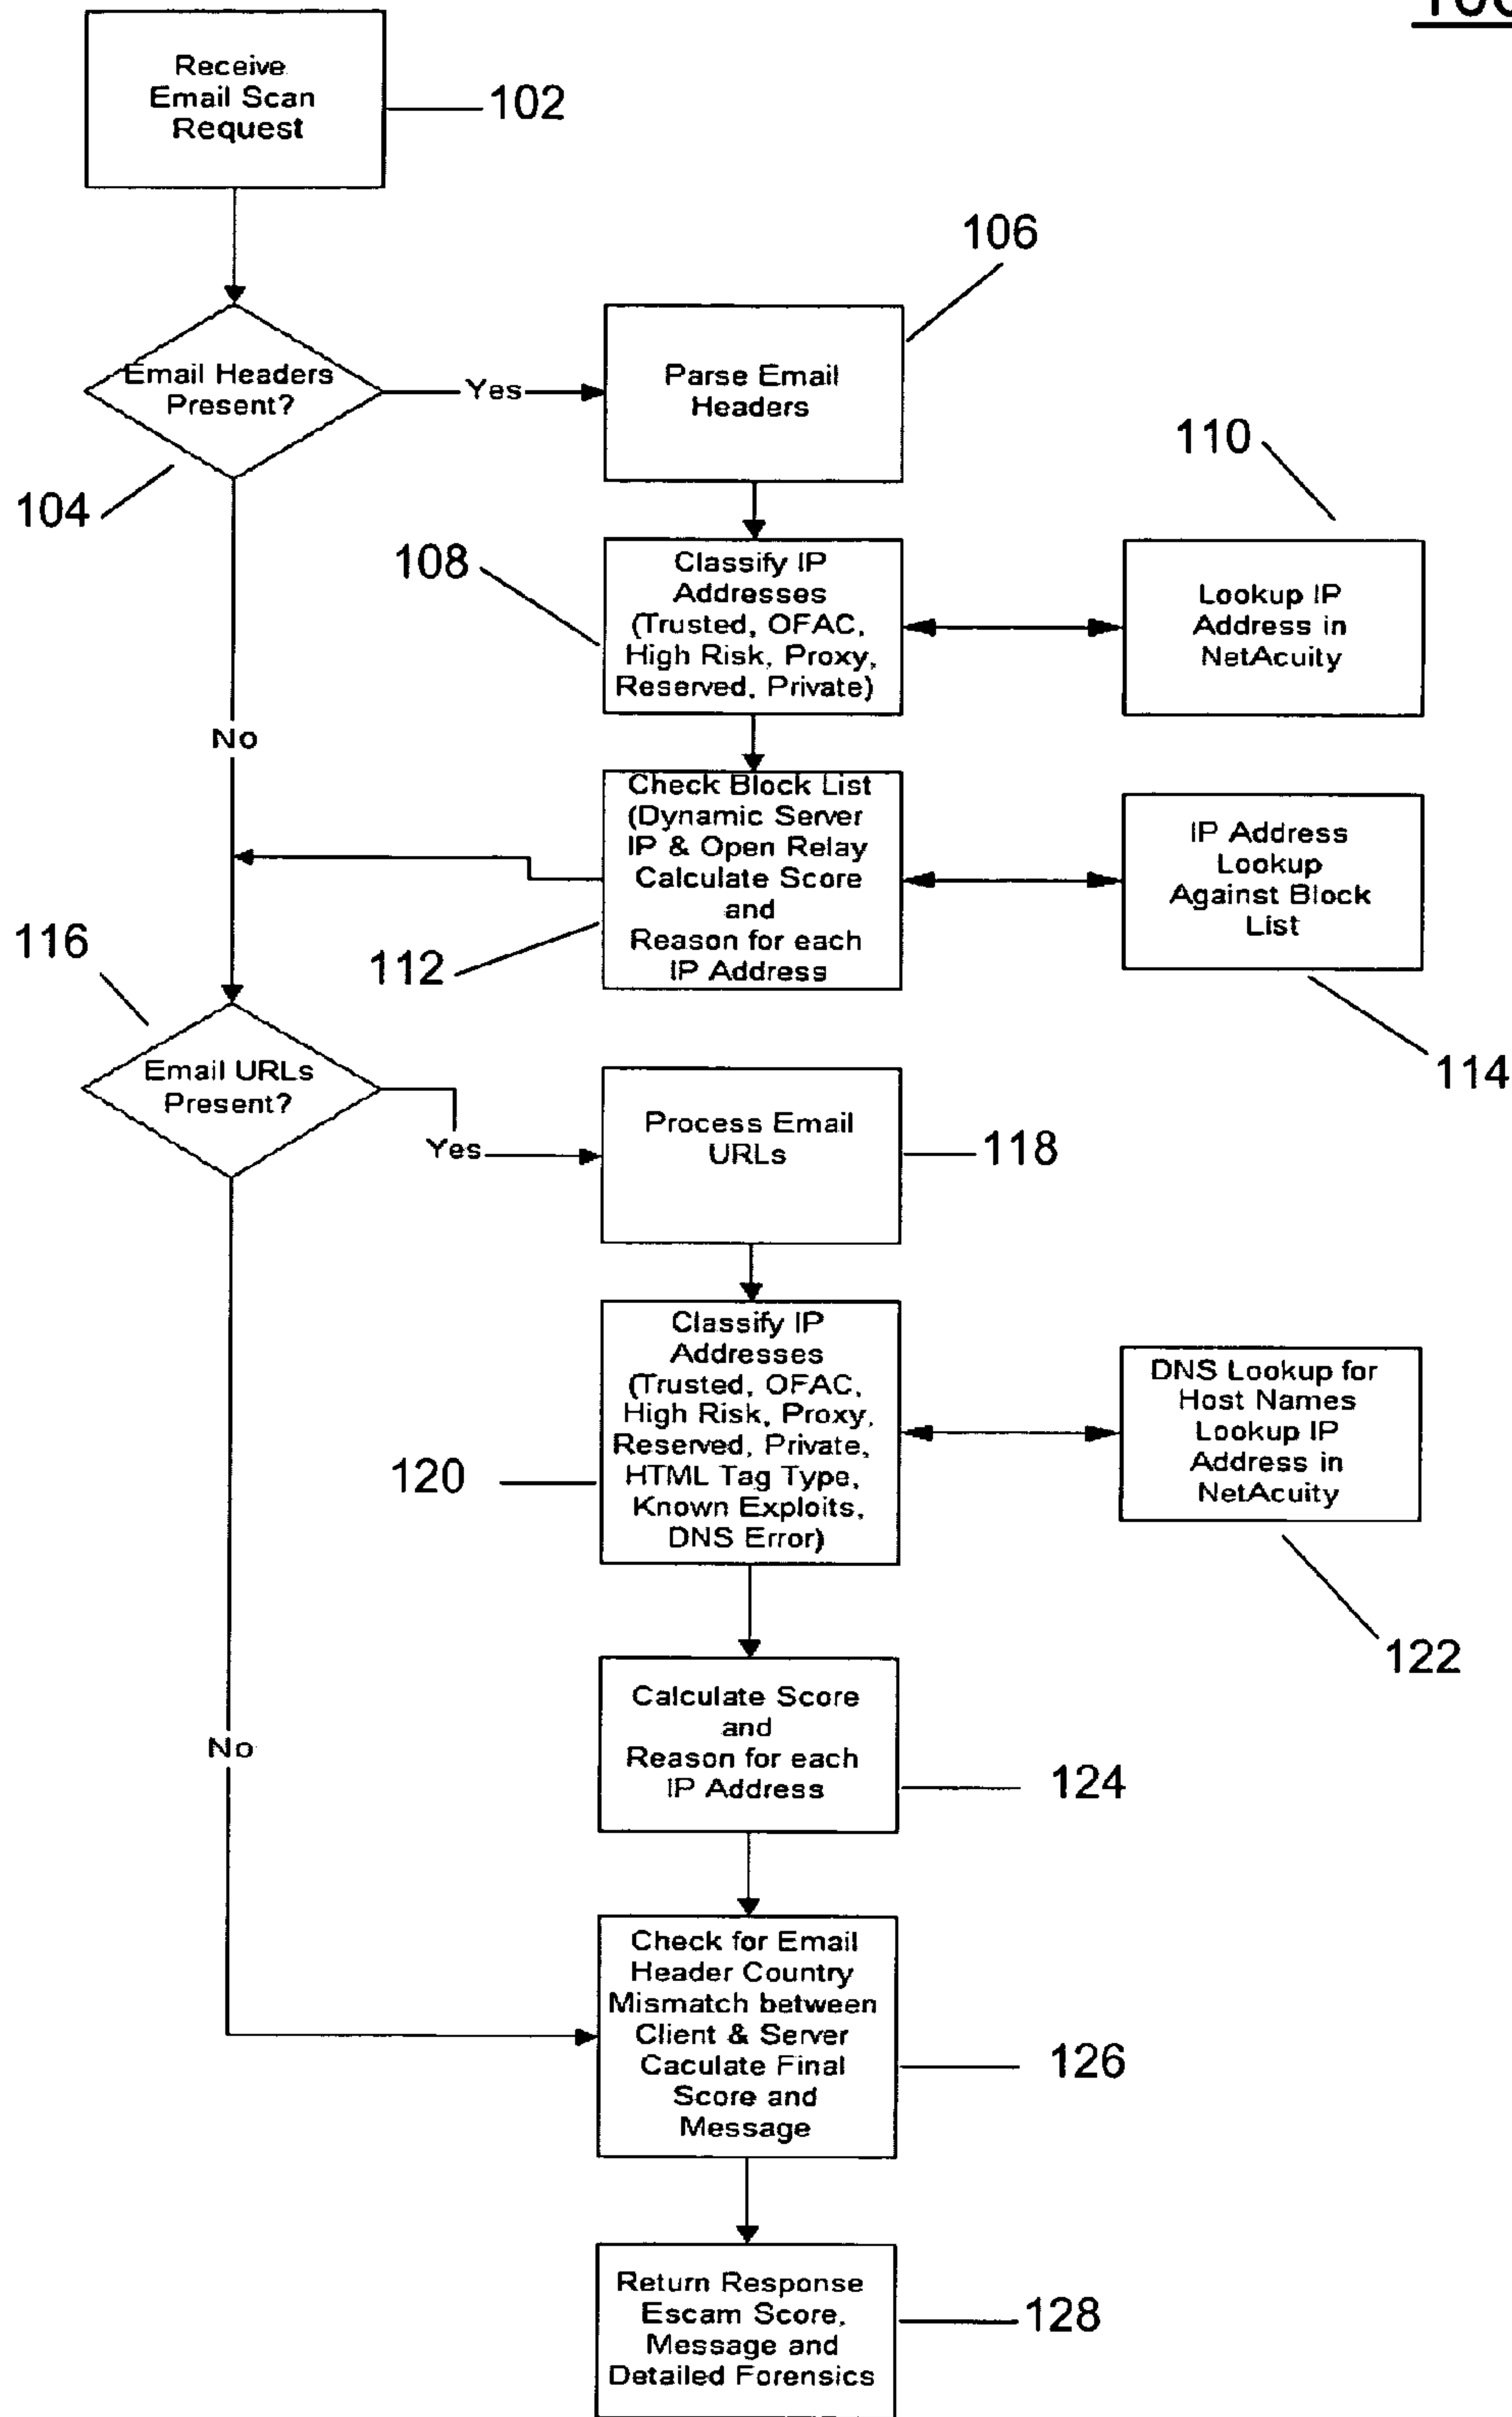 Receive
Email Scan
Request
102
106
Email Headers
Present?
Yes
Parse Email
Headers
104
110
108
Classify IP
Addresses
(Trusted, OFAC,
High Risk, Proxy,
Reserved, Private)
Lookup IP
Address in
NetAcuity
No
Check Block List
(Dynamic Server
IP & Open Relay
Calculate Score
and
Reason for each
IP Address
IP Address
Lookup
Against Block
List
116
112
114
Email URLs
Present?
Yes
Process Email
URLs
118
Classify IP
Addresses
(Trusted, OFAC,
High Risk, Proxy,
Reserved, Private,
HTML Tag Type,
Known Exploits,
DNS Error)
DNS Lookup for
Host Names
Lookup IP
Address in
NetAcuity
120
122
No
Calculate Score
and
Reason for each
IP Address
124
Check for Email
Header Country
Mismatch between
Client & Server
Caculate Final
Score and
Message
126
Return Response
Escam Score,
Message and
Detailed Forensics
128